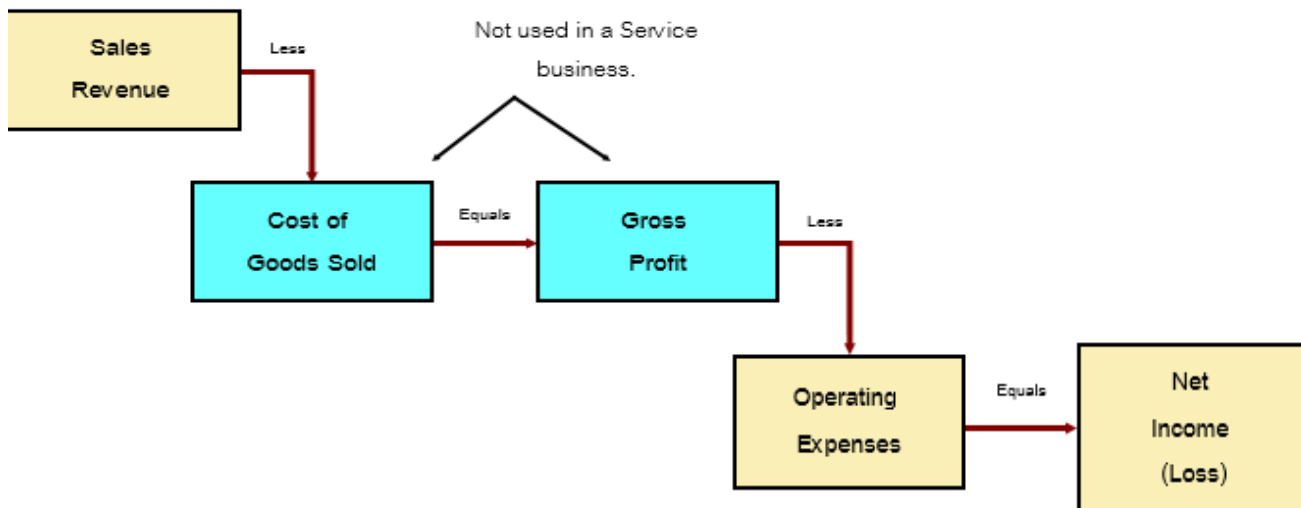 Sales
Revenue
Less
Not used in a Service
business.
Cost of
Goods Sold
Equals
Gross
Profit
Less
Operating
Expenses
Equals
Net
Income
(Loss)